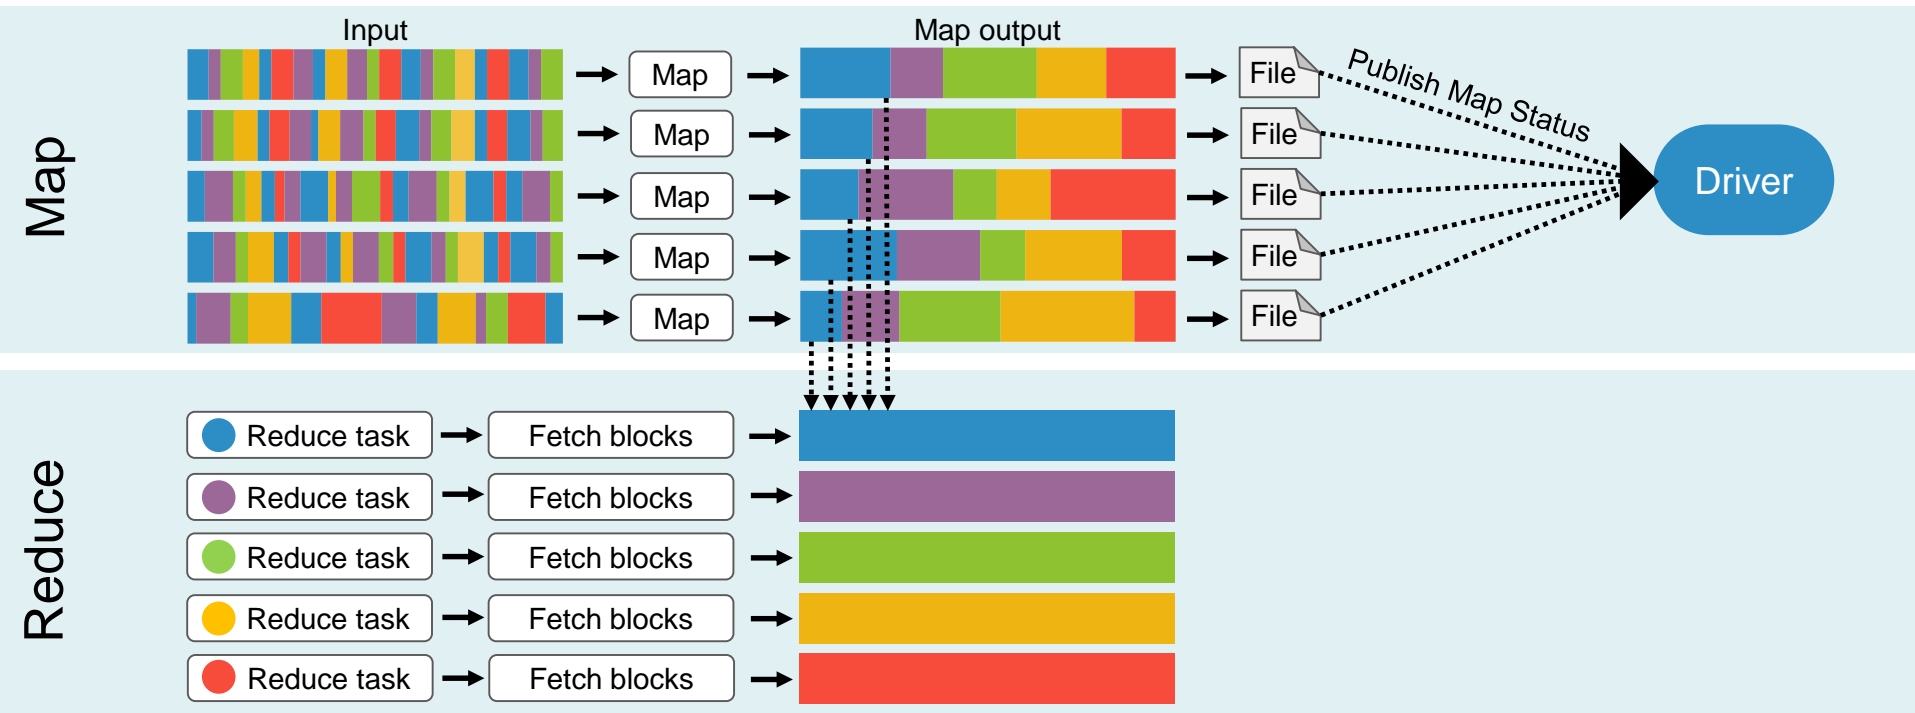 Input
Map output
Map
Map
File
Publish Map Status
Map
File
Map
File
Driver
Map
File
Map
File
Reduce
Reduce task
Fetch blocks
Reduce task
Fetch blocks
Reduce task
Fetch blocks
Reduce task
Fetch blocks
Reduce task
Fetch blocks